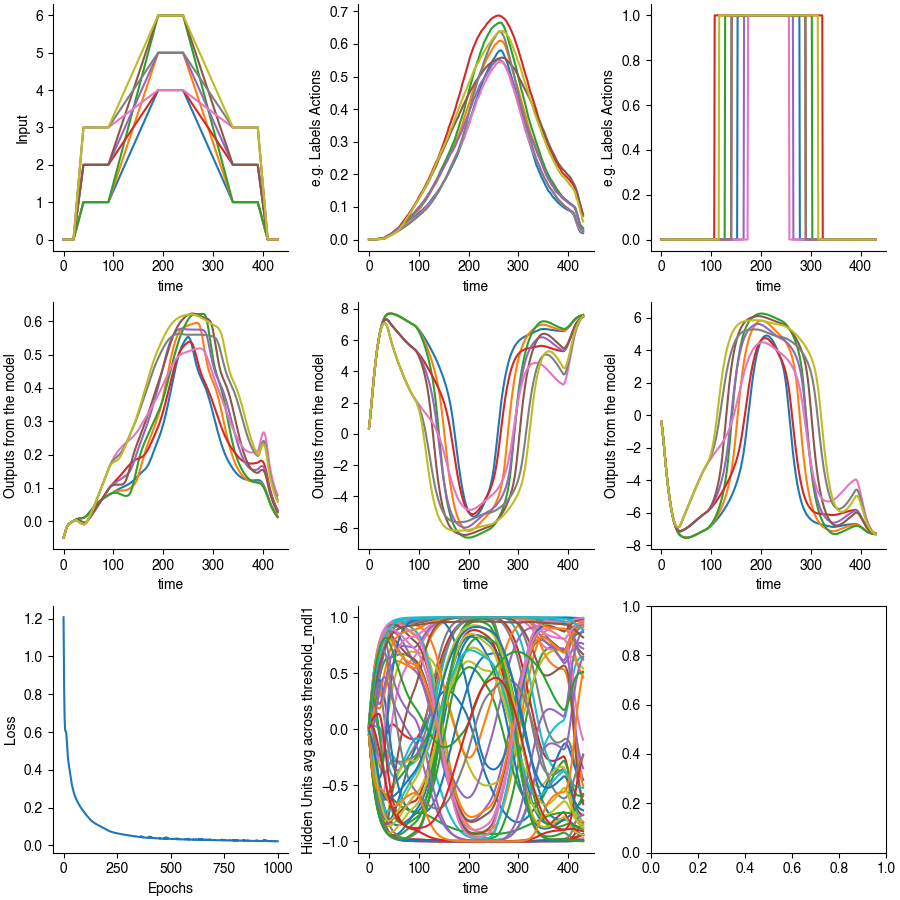 6
5
4
3
2
1
0
Input
0 100 200 300 400
time
0.7
0.6
0.5
0.4
0.3
0.2
0.1
0.0
e.g. Labels Actions
0 100 200 300 400
time
1.0
0.8
0.6
0.4
0.2
0.0
e.g. Labels Actions
0 100 200 300 400
time
0.6
0.5
0.4
0.3
0.2
0.1
0.0
Outputs from the model
0 100 200 300 400
time
8
6
4
2
0
−2
−4
−6
Outputs from the model
0 100 200 300 400
time
6
4
2
0
−2
−4
−6
−8
Outputs from the model
0 100 200 300 400
time
1.2
1.0
0.8
0.6
0.4
0.2
0.0
Loss
0 250 500 750 1000
Epochs
1.0
0.5
0.0
−0.5
−1.0
Hidden Units avg across threshold_mdl1
0 100 200 300 400
time
1.0
0.8
0.6
0.4
0.2
0.0
0.0 0.2 0.4 0.6 0.8 1.0